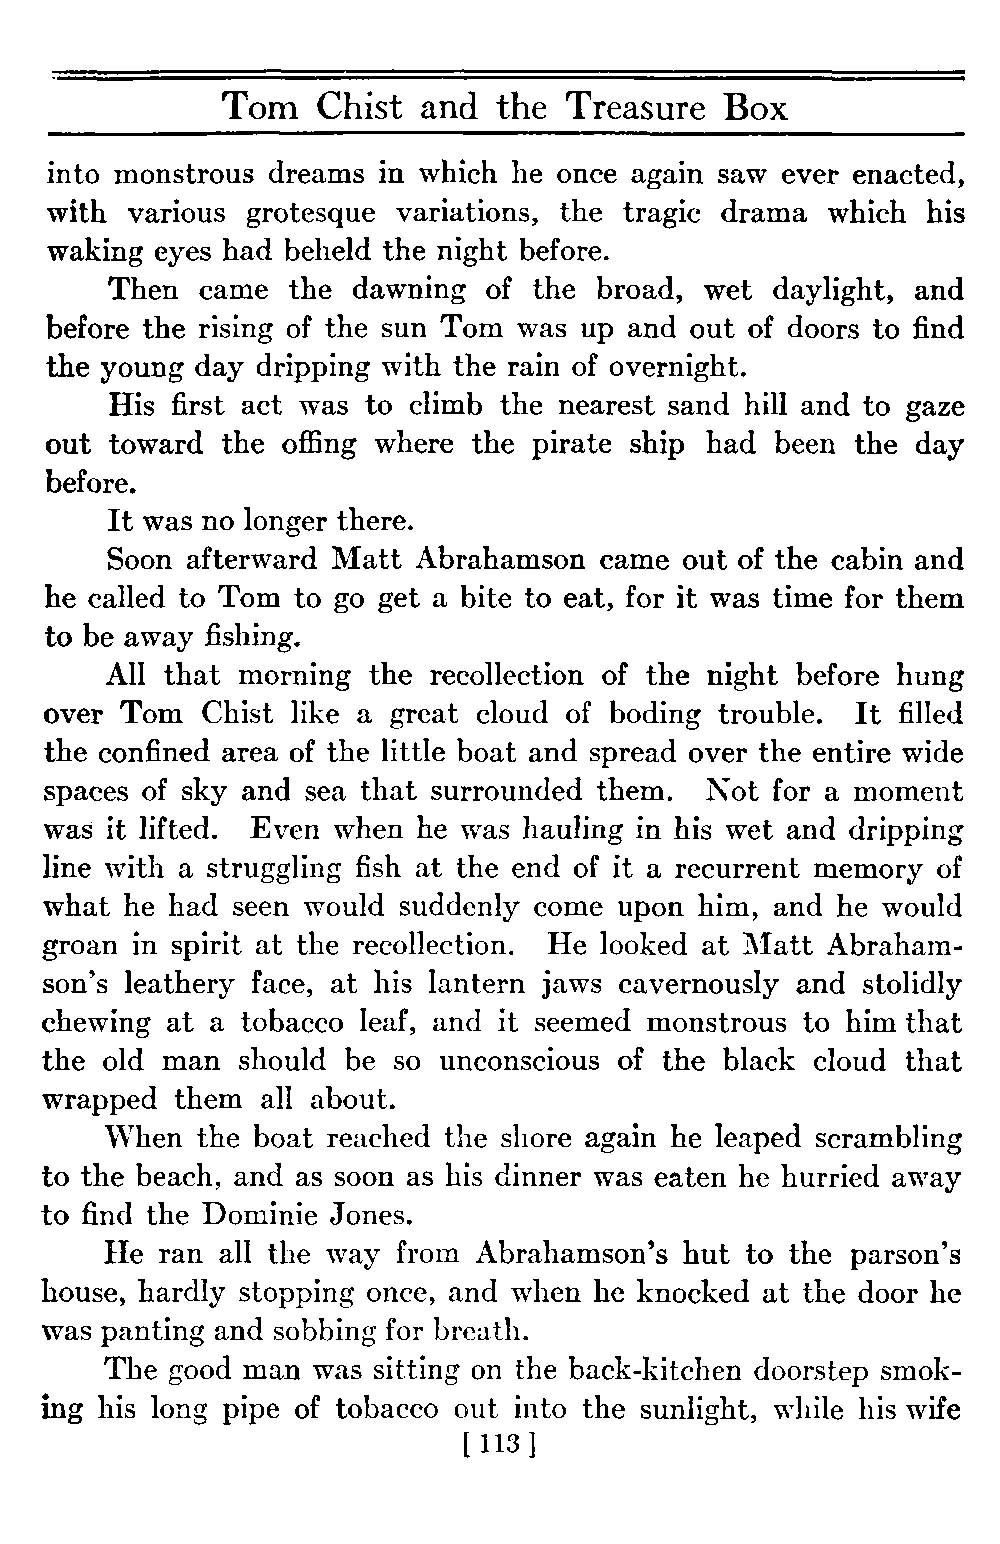 Tom Chist and the Treasure Box
into monstrous dreams in which he once again saw ever enacted,
with various grotesque variations, the tragic drama which his
waking eyes had beheld the night before.
Then came the dawning of the broad, wet daylight, and
before the rising of the sun Tom was up and out of doors to find
the young day dripping with the rain of overnight.
His first act was to climb the nearest sand hill and to gaze
out toward the offing where the pirate ship had been the day
before.
It was no longer there.
Soon afterward Matt Abrahamson came out of the cabin and
he called to Tom to go get a bite to eat, for it was time for them
to be away fishing.
All that morning the recollection of the night before hung
over Tom Chist like a great cloud of boding trouble. It filled
the confined area of the little boat and spread over the entire wide
spaces of sky and sea that surrounded them. Not for a moment
was it lifted. Even when he was hauling in his wet and dripping
line with a struggling fish at the end of it a recurrent memory of
what he had seen would suddenly come upon him, and he would
groan in spirit at the recollection. He looked at Matt Abraham-
son's leathery face, at his lantern jaws cavernously and stolidly
chewing at a tobacco leaf, and it seemed monstrous to him that
the old man should be so unconscious of the black cloud that
wrapped them all about.
When the boat reached the shore again he leaped scrambling
to the beach, and as soon as his dinner was eaten he hurried away
to find the Dominie Jones.
He ran all the way from Abrahamson's hut to the parson's
house, hardly stopping once, and when he knocked at the door he
was panting and sobbing for breath.
The good man was sitting on the back-kitchen doorstep smok-
ing his long pipe of tobacco out into the sunlight, while his wife
[ 113 ]